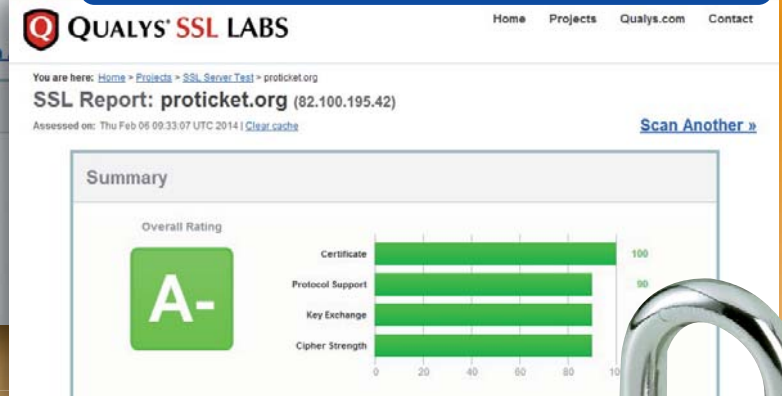 QUALYS® SSL LABS
Home Projects Qualys.com Contact
You are here: Home > Projects > SSL Server Test > proticket.org
SSL Report: proticket.org (82.100.195.42)
Assessed on: Thu Feb 06 09:33:07 UTC 2014 | Clear cache
Scan Another »
Summary
Overall Rating
A-
Certificate
100
Protocol Support
90
Key Exchange
Cipher Strength
0 20 40 60 80